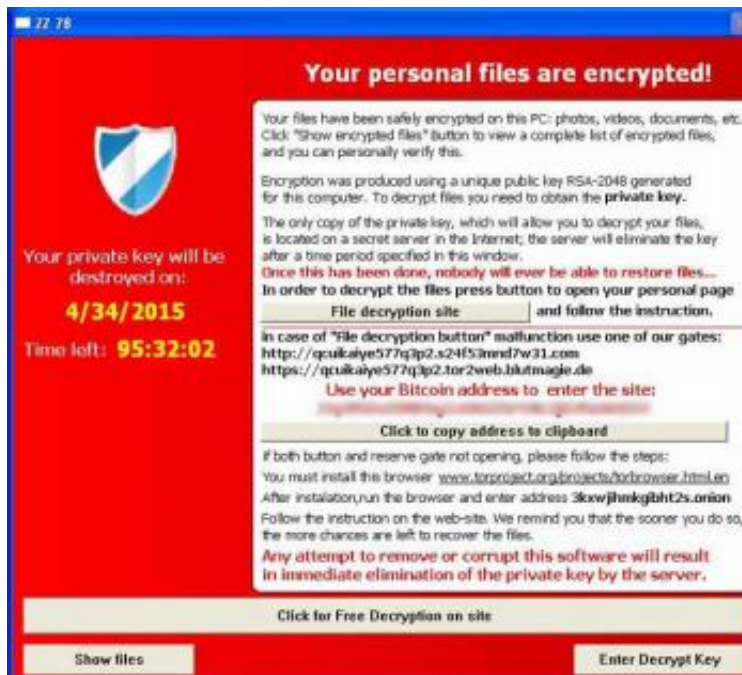 Your personal files are encrypted!
Your files have been safely encrypted on this PC: photos, videos, documents, etc.
Click "Show encrypted files" Button to view a complete list of encrypted files,
and you can personally verify this.
Encryption was produced using a unique public key RSA-2048 generated
for this computer. To decrypt files you need to obtain the private key.
The only copy of the private key, which will allow you to decrypt your files,
is located on a secret server in the Internet; the server will eliminate the key
after a time period specified in this window.
Once this has been done, nobody will ever be able to restore files...
In order to decrypt the files press button to open your personal page
File decryption site
and follow the instruction.
in case of "File decryption button" malfunction use one of our gates:
http://qcuikaiye577q3p2.s24f53mnd7w31.com
https://qcuikaiye577q3p2.tor2web.blutmagie.de
Use your Bitcoin address to enter the site:
Click to copy address to clipboard
if both button and reserve gate not opening, please follow the steps:
You must install this browser www.torproject.org/projects/torbrowser.html.en
After instalation,run the browser and enter address 3kxwjihmkgibht2s.onion
Follow the instruction on the web-site. We remind you that the sooner you do so,
the more chances are left to recover the files.
Any attempt to remove or corrupt this software will result
in immediate elimination of the private key by the server.
Your private key will be
destroyed on:
4/34/2015
Time left: 95:32:02
Click for Free Decryption on site
Show files
Enter Decrypt Key